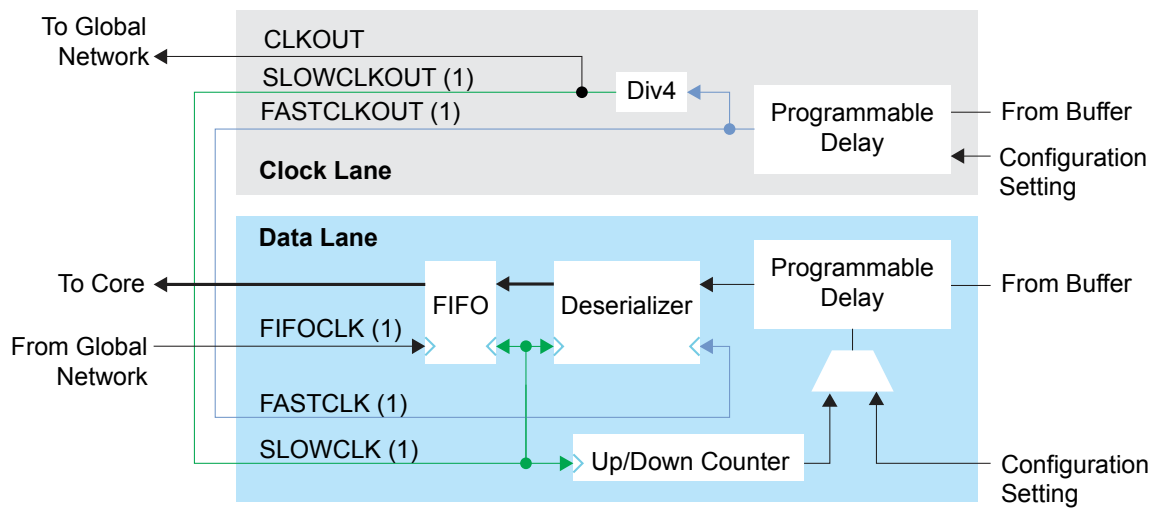 To Global
Network
CLKOUT
SLOWCLKOUT (1)
FASTCLKOUT (1)
Div4
Programmable
Delay
From Buffer
Configuration
Setting
Clock Lane
Data Lane
To Core
FIFO
Deserializer
Programmable
Delay
From Buffer
FIFOCLK (1)
From Global
Network
FASTCLK (1)
SLOWCLK (1)
Up/Down Counter
Configuration
Setting